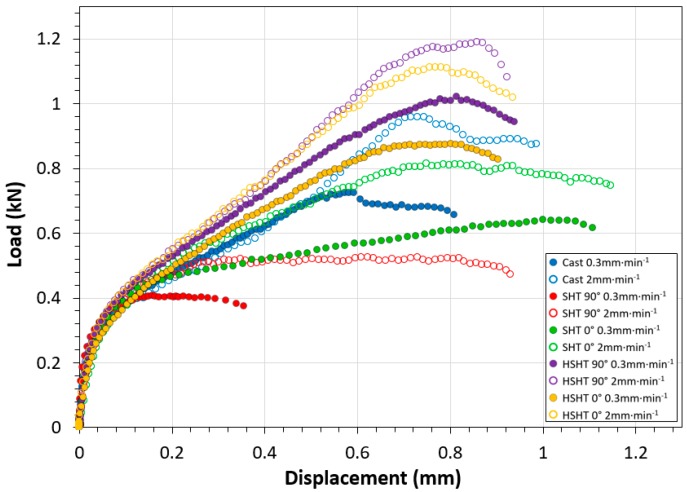 Load (kN)
1.2
1
0.8
0.6
0.4
0.2
0
0
0.2
0.4
0.6
0.8
1
1.2
Displacement (mm)
Cast 0.3mm·min⁻¹
Cast 2mm·min⁻¹
SHT 90° 0.3mm·min⁻¹
SHT 90° 2mm·min⁻¹
SHT 0° 0.3mm·min⁻¹
SHT 0° 2mm·min⁻¹
HSHT 90° 0.3mm·min⁻¹
HSHT 90° 2mm·min⁻¹
HSHT 0° 0.3mm·min⁻¹
HSHT 0° 2mm·min⁻¹